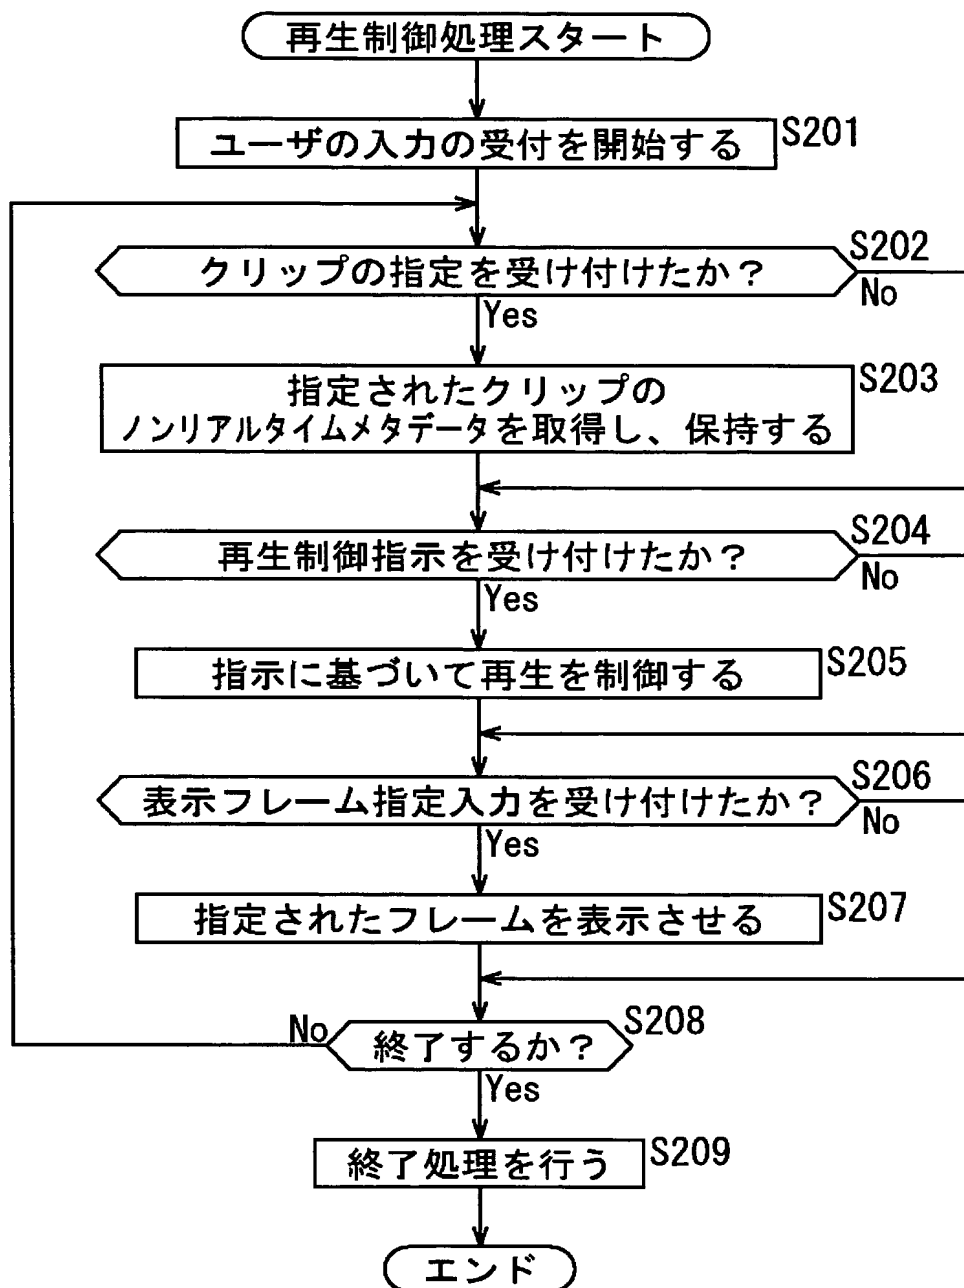 再生制御処理スタート
ユーザの入力の受付を開始する
S201
クリップの指定を受け付けたか？
S202
No
Yes
指定されたクリップの
ノンリアルタイムメタデータを取得し、保持する
S203
再生制御指示を受け付けたか？
S204
No
Yes
指示に基づいて再生を制御する
S205
表示フレーム指定入力を受け付けたか？
S206
No
Yes
指定されたフレームを表示させる
S207
No
終了するか？
S208
Yes
終了処理を行う
S209
エンド